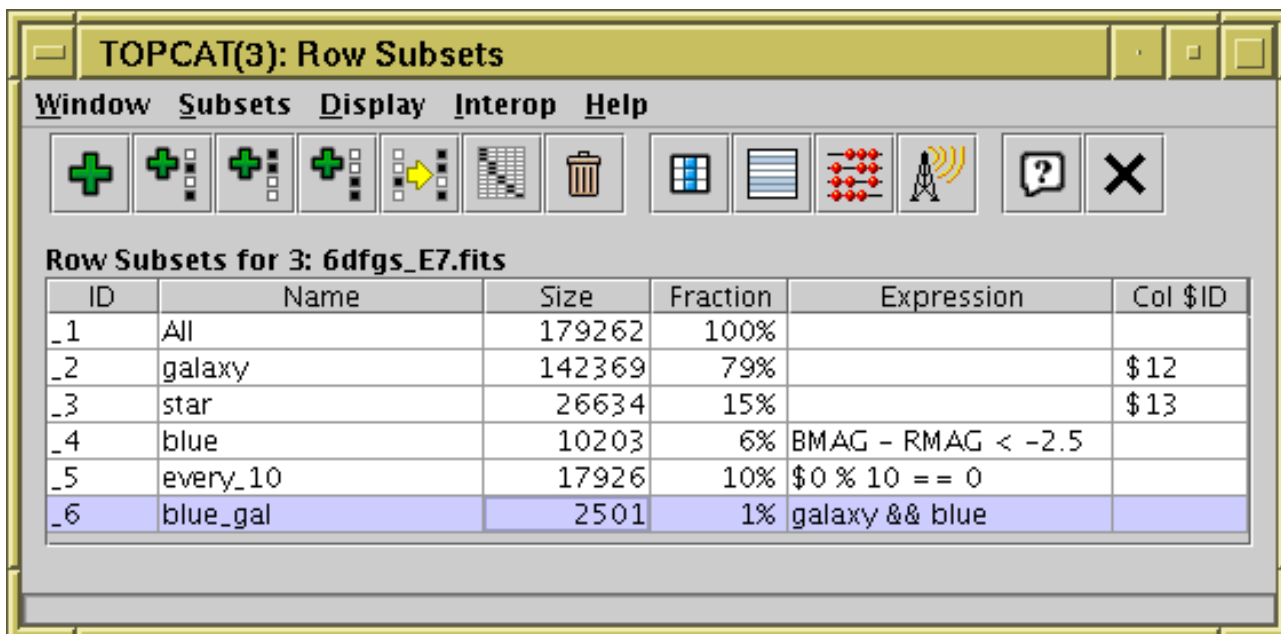 TOPCAT(3): Row Subsets
Window Subsets Display Interop Help
Row Subsets for 3: 6dfgs_E7.fits
ID Name Size Fraction Expression Col $ID
_1 All 179262 100%
_2 galaxy 142369 79% $12
_3 star 26634 15% $13
_4 blue 10203 6% BMAG - RMAG < -2.5
_5 every_10 17926 10% $0 % 10 == 0
_6 blue_gal 2501 1% galaxy && blue